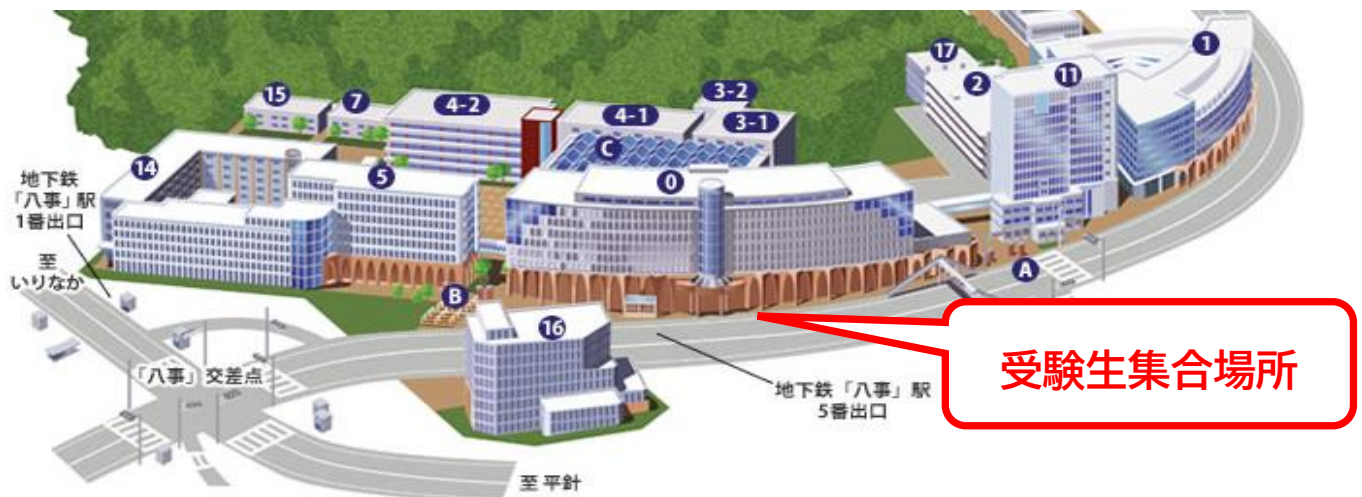 1
17
2
11
3-2
15
7
4-2
4-1
3-1
C
14
5
0
地下鉄
「八事」駅
1番出口
至
いりなか
A
B
16
受験生集合場所
「八事」交差点
地下鉄「八事」駅
5番出口
至 平針